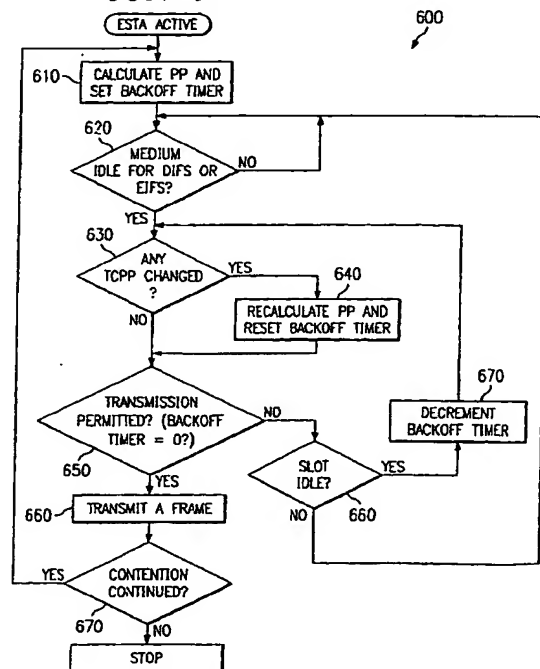 ESTA ACTIVE
600
610
CALCULATE PP AND
SET BACKOFF TIMER
620
MEDIUM
IDLE FOR DIFS OR
EIFS?
NO
YES
630
ANY
TCPP CHANGED
?
YES
NO
640
RECALCULATE PP AND
RESET BACKOFF TIMER
TRANSMISSION
PERMITTED? (BACKOFF
TIMER = 0?)
NO
650
YES
670
DECREMENT
BACKOFF TIMER
SLOT
IDLE?
YES
660
NO
660
TRANSMIT A FRAME
YES
CONTENTION
CONTINUED?
670
NO
STOP